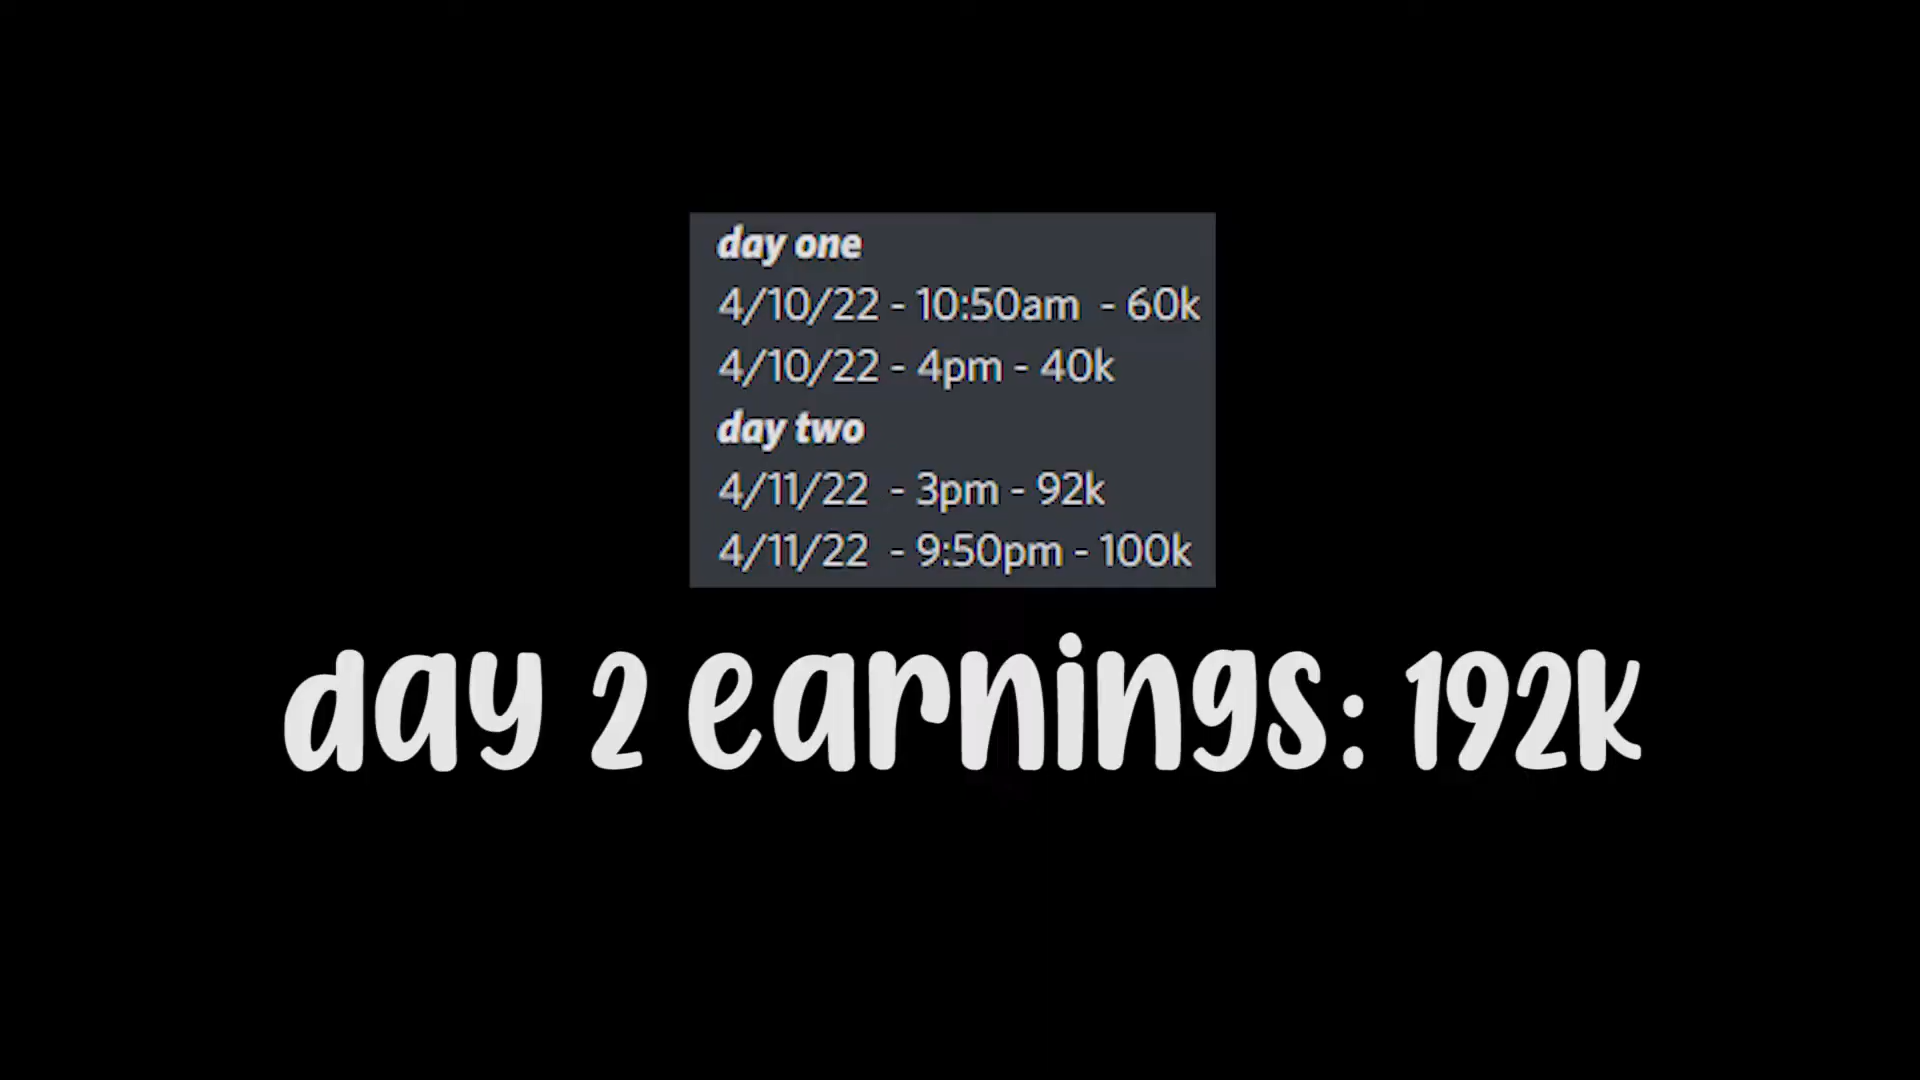 day one
4/10/22 - 10:50am - 60k
4/10/22 - 4pm - 40k
day two
4/11/22 - 3pm - 92k
4/11/22 - 9:50pm - 100k
day 2 earnings: 192k